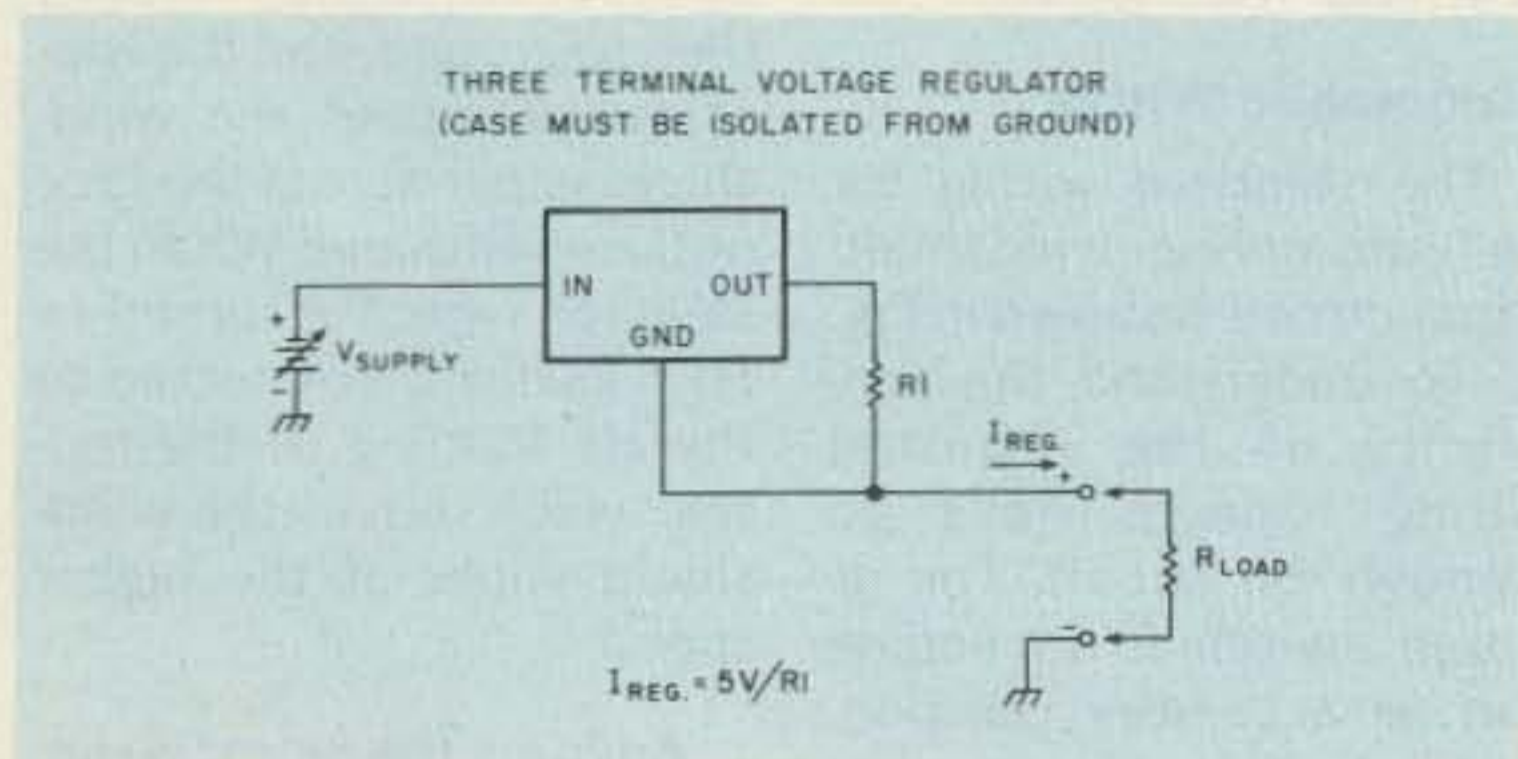 THREE TERMINAL VOLTAGE REGULATOR
(CASE MUST BE ISOLATED FROM GROUND)
IN OUT
GND
+
VSUPPLY
-
R1
IREG.
+
RLOAD
-
IREG. = 5V/R1